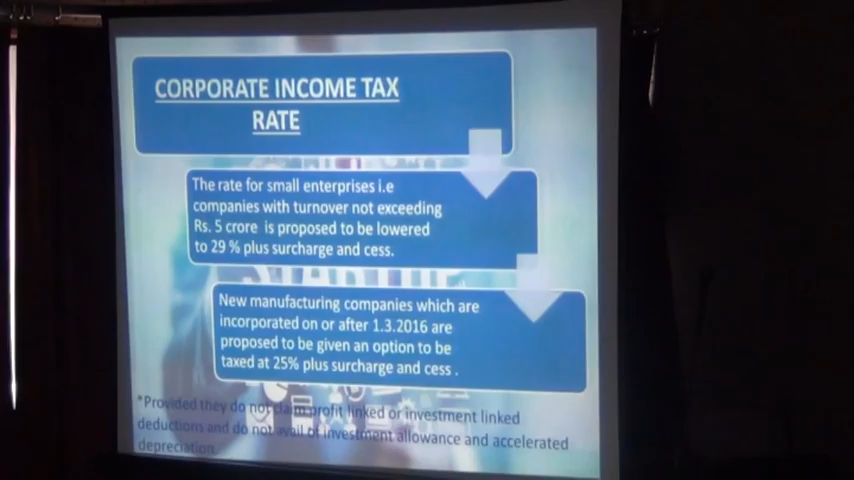 CORPORATE INCOME TAX
RATE
The rate for small enterprises i.e
companies with turnover not exceeding
Rs. 5 crore is proposed to be lowered
to 29 % plus surcharge and cess.
New manufacturing companies which are
incorporated on or after 1.3.2016 are
proposed to be given an option to be
taxed at 25% plus surcharge and cess .
*Provided they do not claim profit linked or investment linked
deductions and do not avail of investment allowance and accelerated
depreciation.